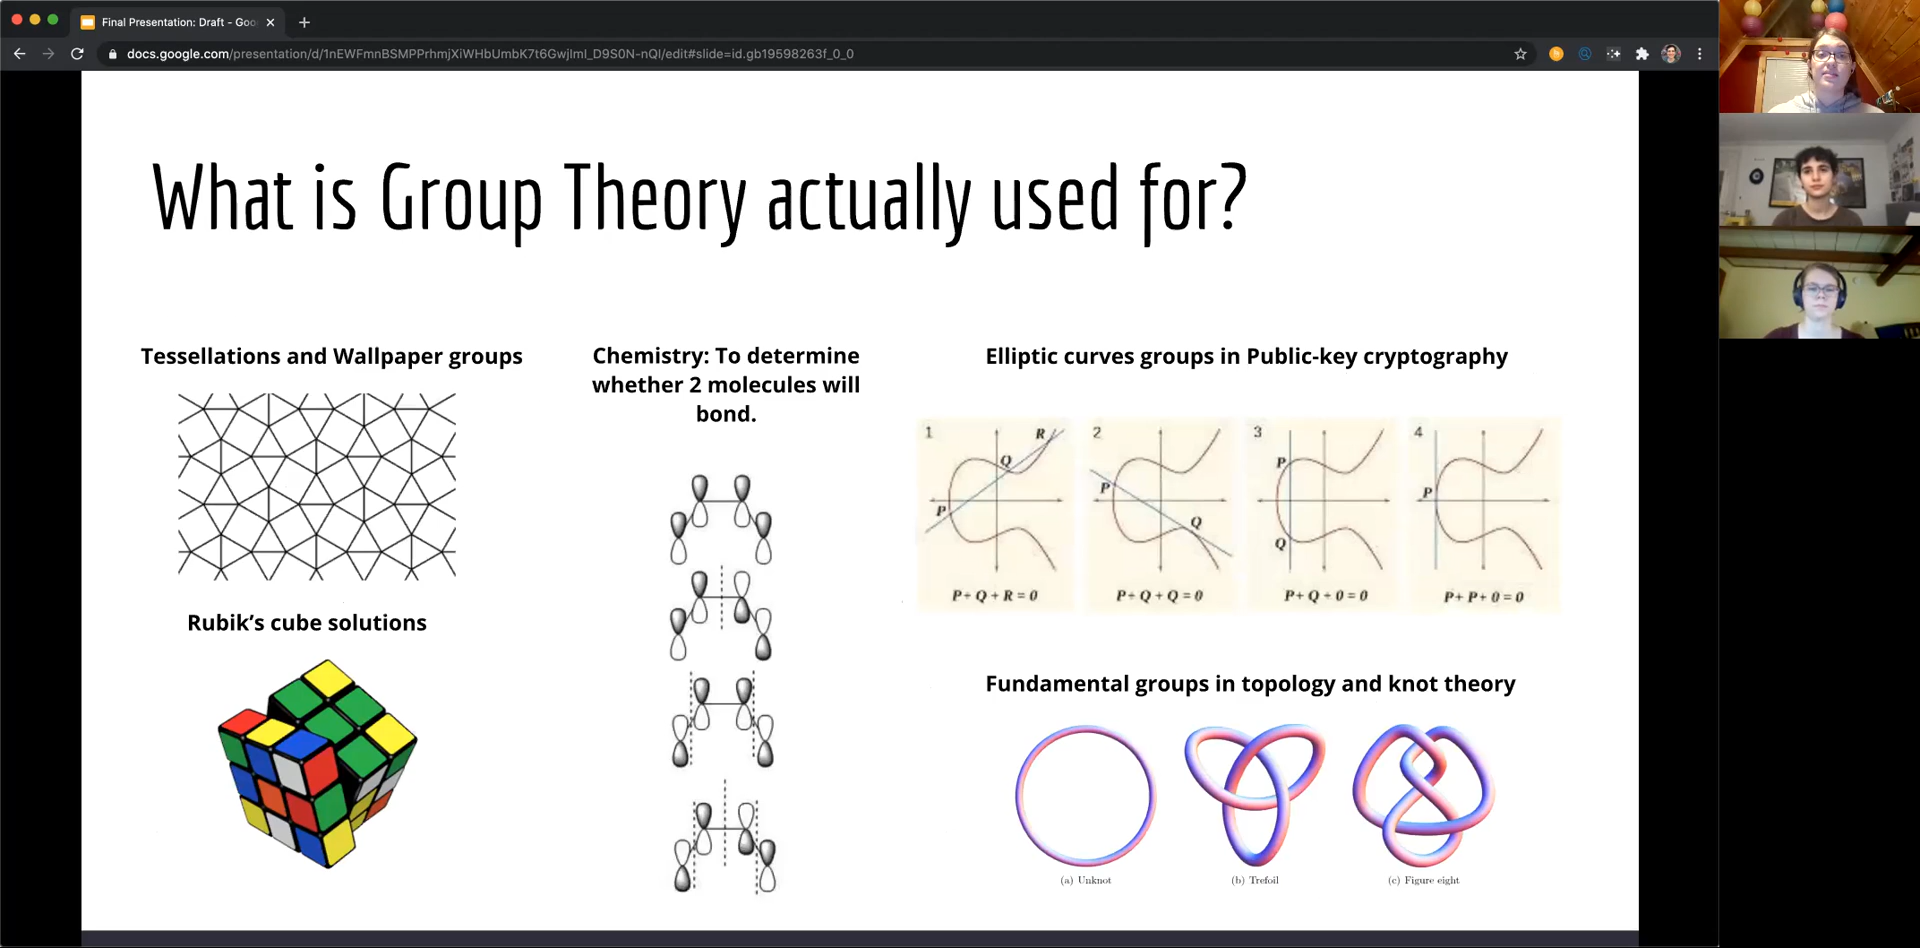 Final Presentation: Draft - Goo
docs.google.com/presentation/d/1nEWFmnBSMPPrhmjXiWHbUmbK7t6GwjImI_D9S0N-nQI/edit#slide=id.gb19598263f_0_0
What is Group Theory actually used for?
Tessellations and Wallpaper groups
Rubik’s cube solutions
Chemistry: To determine
whether 2 molecules will
bond.
Elliptic curves groups in Public-key cryptography
1
R
Q
P
P+Q+R=0
2
P
Q
P+Q+Q=0
3
P
Q
P+Q+0=0
4
P
P+P+0=0
Fundamental groups in topology and knot theory
(a) Unknot
(b) Trefoil
(c) Figure eight